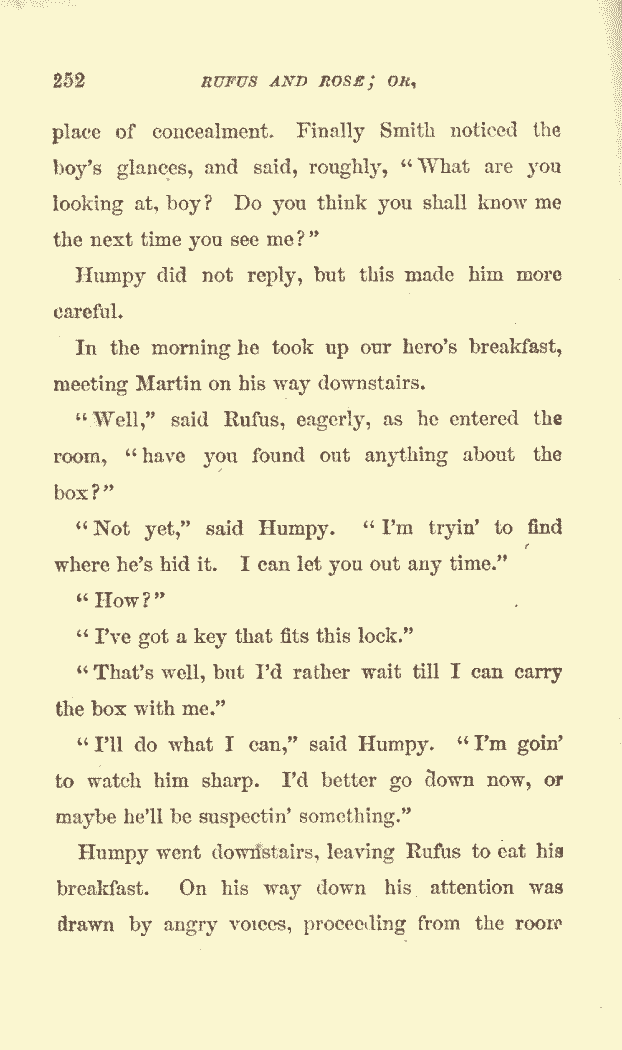 252 RUFUS AND ROSE; OR,
place of concealment. Finally Smith noticed the
boy's glances, and said, roughly, "What are you
looking at, boy? Do you think you shall know me
the next time you see me?"
Humpy did not reply, but this made him more
careful.
In the morning he took up our hero's breakfast,
meeting Martin on his way downstairs.
"Well," said Rufus, eagerly, as he entered the
room, "have you found out anything about the
box?"
"Not yet," said Humpy. "I'm tryin' to find
where he's hid it. I can let you out any time."
"How?"
"I've got a key that fits this lock."
"That's well, but I'd rather wait till I can carry
the box with me."
"I'll do what I can," said Humpy. "I'm goin'
to watch him sharp. I'd better go down now, or
maybe he'll be suspectin' something."
Humpy went downstairs, leaving Rufus to eat his
breakfast. On his way down his attention was
drawn by angry voices, proceeding from the room